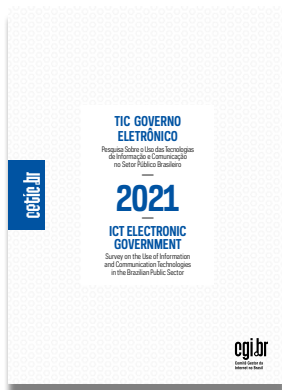 TIC GOVERNO
ELETRÔNICO
Pesquisa Sobre o Uso das Tecnologias
de Informação e Comunicação
no Setor Público Brasileiro
2021
ICT ELECTRONIC
GOVERNMENT
Survey on the Use of Information
and Communication Technologies
in the Brazilian Public Sector
cetic.br
cgi.br
Comitê Gestor da
Internet no Brasil